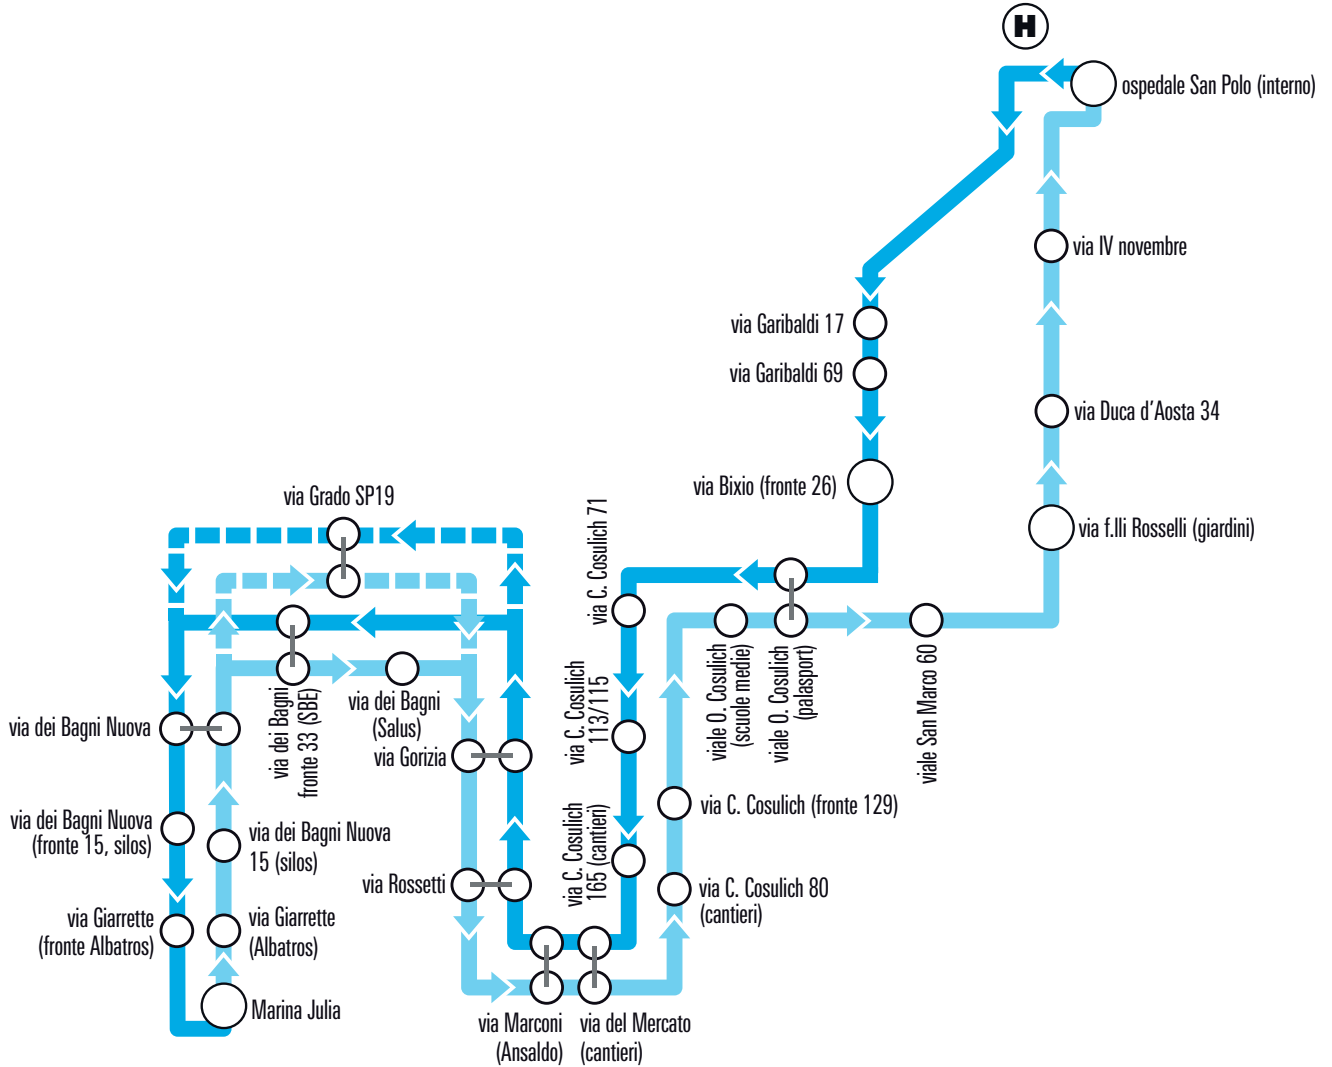 H
ospedale San Polo (interno)
via IV novembre
via Garibaldi 17
via Garibaldi 69
via Duca d'Aosta 34
via Bixio (fronte 26)
via f.lli Rosselli (giardini)
via Grado SP19
via C. Cosulich 71
via C. Cosulich
113/115
via C. Cosulich
165 (cantieri)
viale O. Cosulich
(scuole medie)
viale O. Cosulich
(palasport)
viale San Marco 60
via dei Bagni
fronte 33 (SBE)
via dei Bagni
(Salus)
via dei Bagni Nuova
via Gorizia
via C. Cosulich (fronte 129)
via dei Bagni Nuova
(fronte 15, silos)
via dei Bagni Nuova
15 (silos)
via Rossetti
via C. Cosulich 80
(cantieri)
via Giarrette
(fronte Albatros)
via Giarrette
(Albatros)
Marina Julia
via Marconi
(Ansaldo)
via del Mercato
(cantieri)